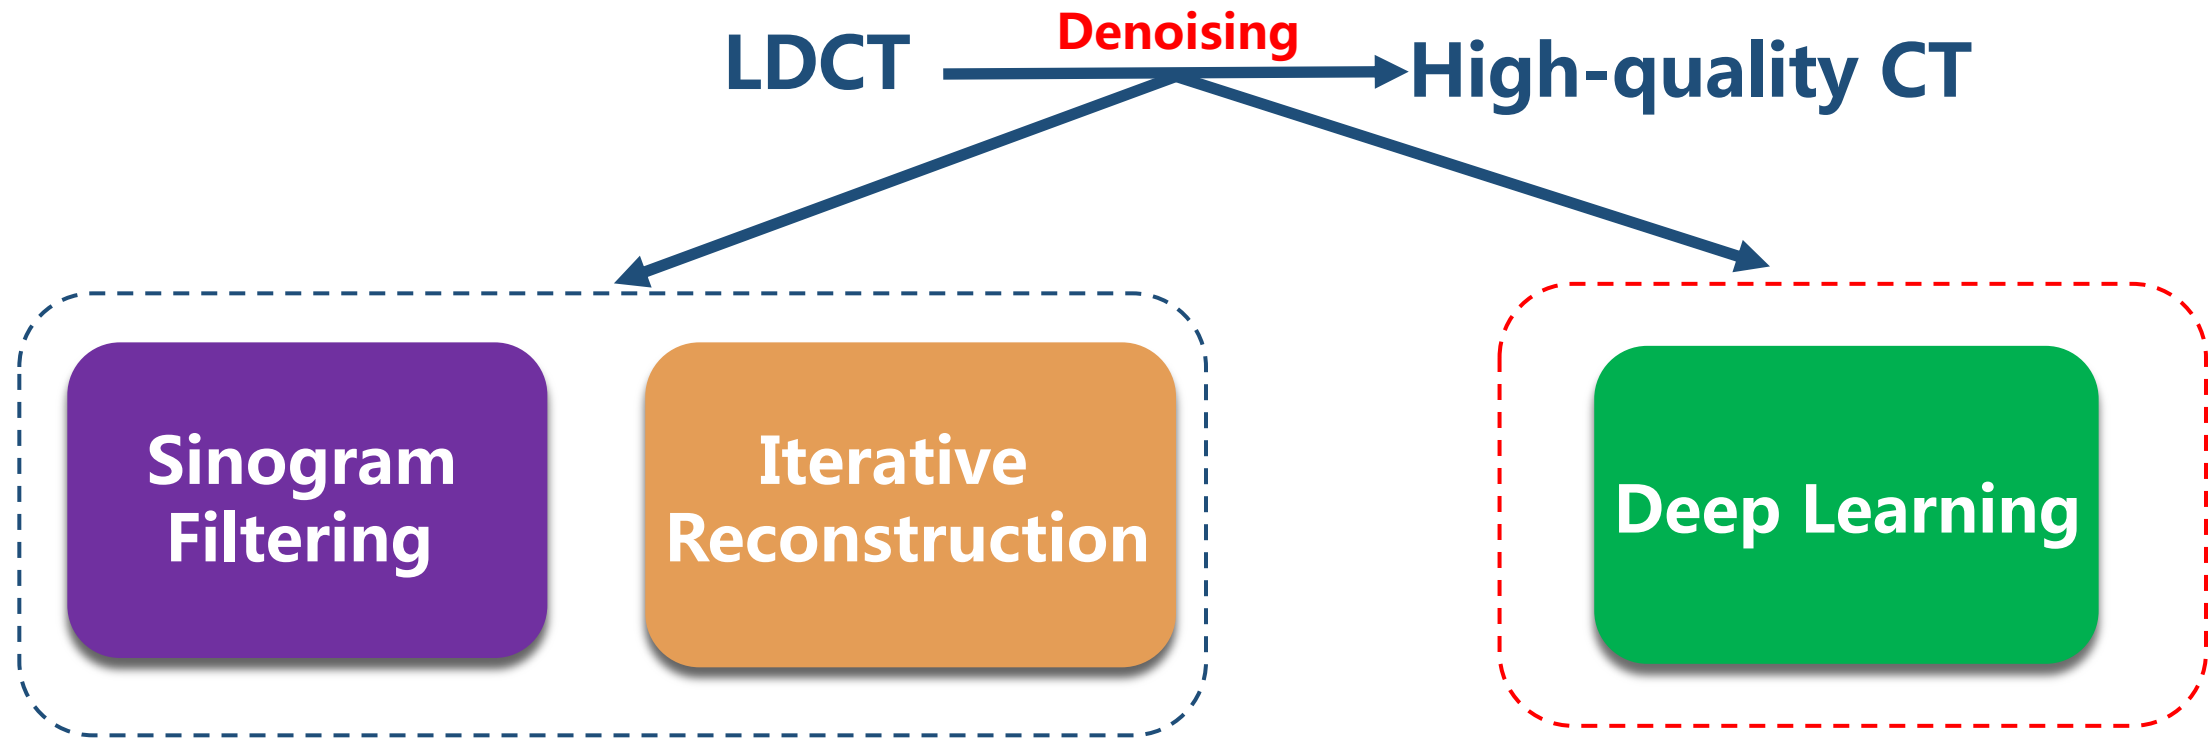 Denoising
LDCT
High-quality CT
Sinogram
Filtering
Iterative
Reconstruction
Deep Learning